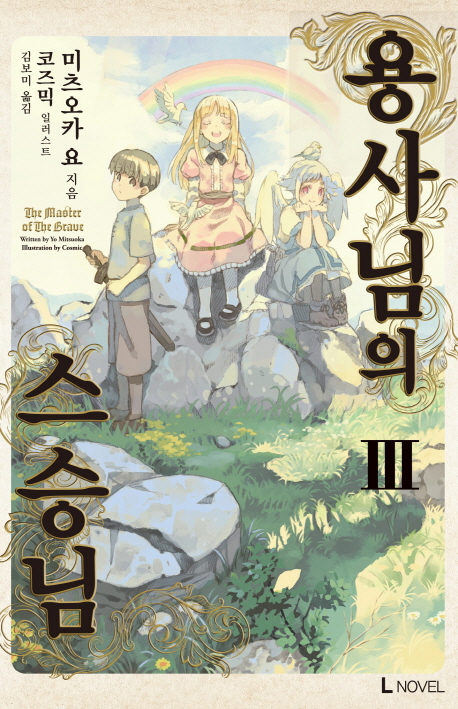 용사님의
III
스승님
미츠오카 요 지음
코즈믹 일러스트
김보미 옮김
The Master
of The Brave
Written by Yo Mitsuoka
Illustration by Cosmic
L NOVEL